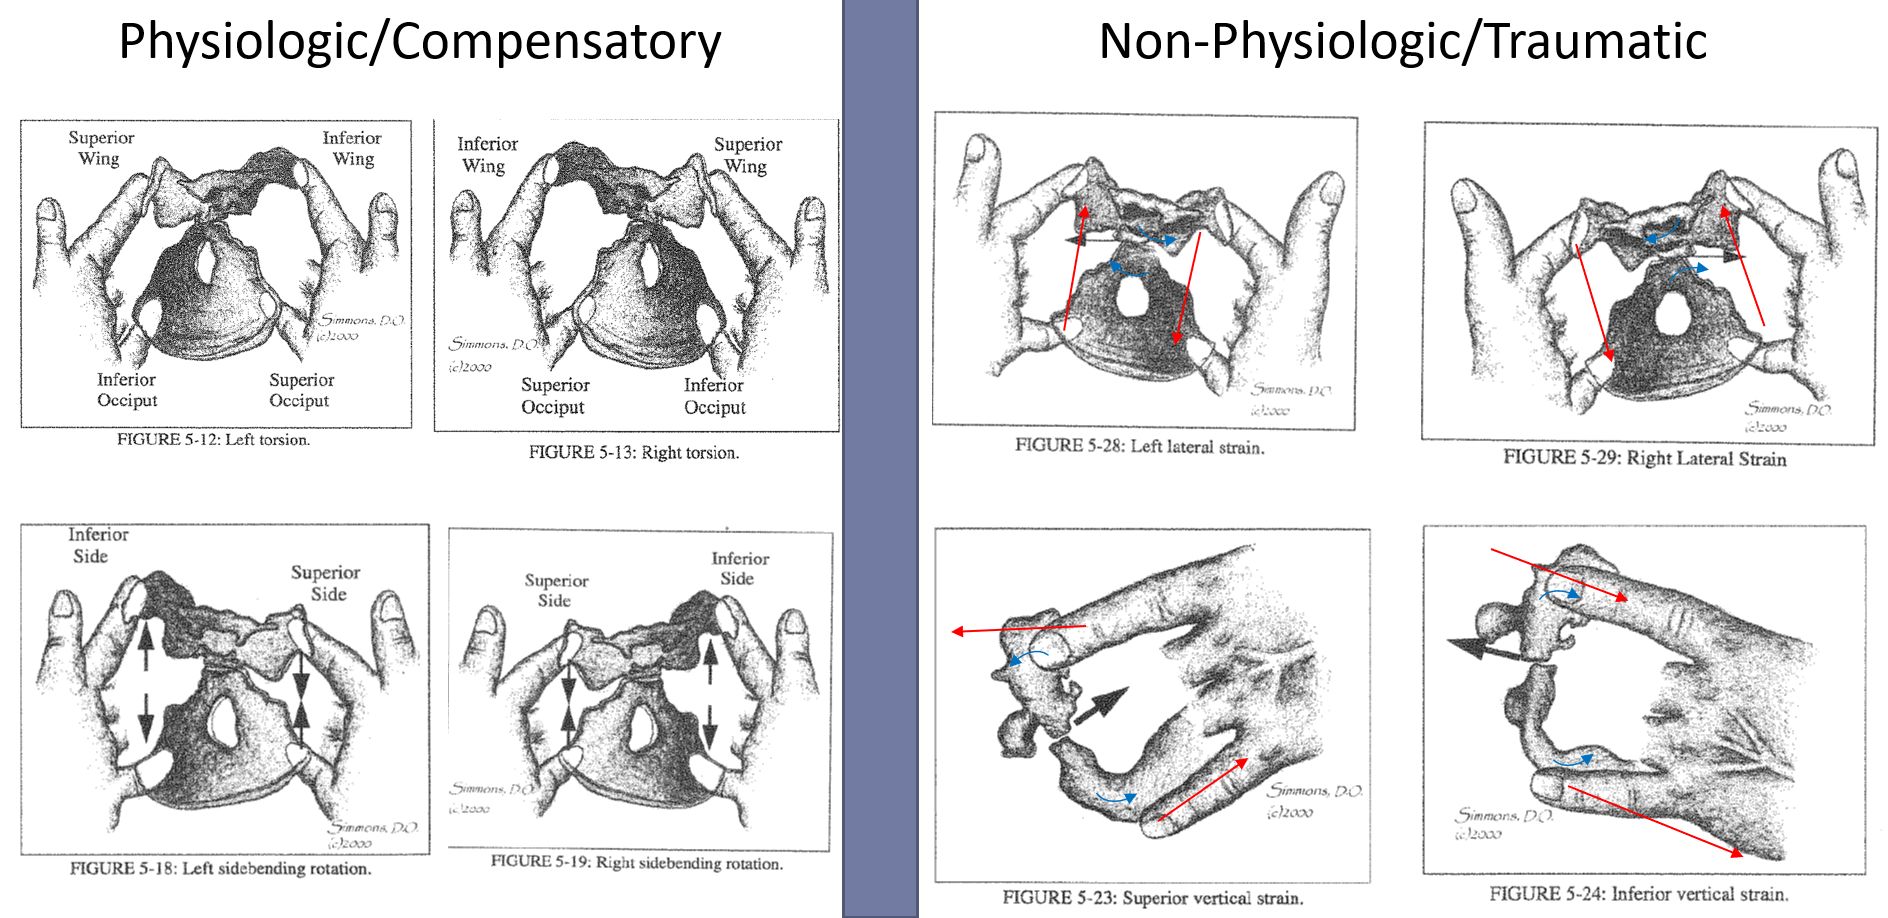 Physiologic/Compensatory
Superior
Wing
Inferior
Wing
Simmons, D.O.
(c)2000
Inferior
Occiput
Superior
Occiput
FIGURE 5-12: Left torsion.
Inferior
Wing
Superior
Wing
Simmons, D.O.
(c)2000
Superior
Occiput
Inferior
Occiput
FIGURE 5-13: Right torsion.
Inferior
Side
Superior
Side
Simmons, D.O.
(c)2000
FIGURE 5-18: Left sidebending rotation.
Superior
Side
Inferior
Side
Simmons, D.O.
(c)2000
FIGURE 5-19: Right sidebending rotation.
Non-Physiologic/Traumatic
Simmons, D.O.
(c)2000
FIGURE 5-28: Left lateral strain.
Simmons, D.O.
(c)2000
FIGURE 5-29: Right Lateral Strain
Simmons, D.O.
(c)2000
FIGURE 5-23: Superior vertical strain.
Simmons, D.O.
(c)2000
FIGURE 5-24: Inferior vertical strain.